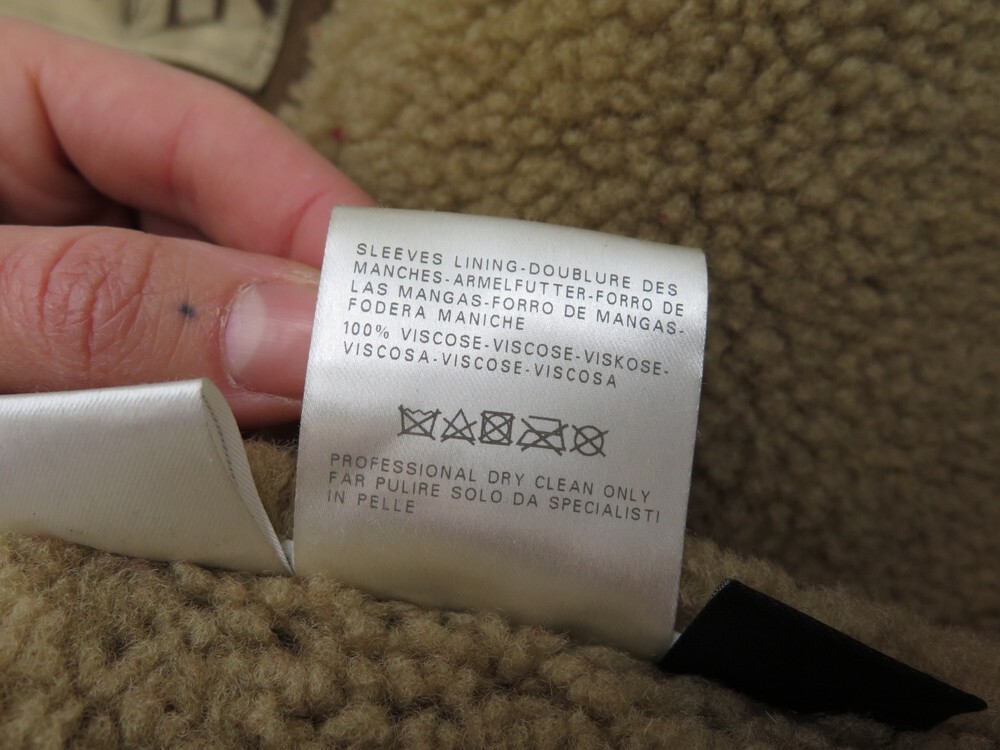 SLEEVES LINING-DOUBLURE DES
MANCHES-ARMELFUTTER-FORRO DE
LAS MANGAS-FORRO DE MANGAS-
FODERA MANICHE
100% VISCOSE-VISCOSE-VISKOSE-
VISCOSA-VISCOSE-VISCOSA
PROFESSIONAL DRY CLEAN ONLY
FAR PULIRE SOLO DA SPECIALISTI
IN PELLE